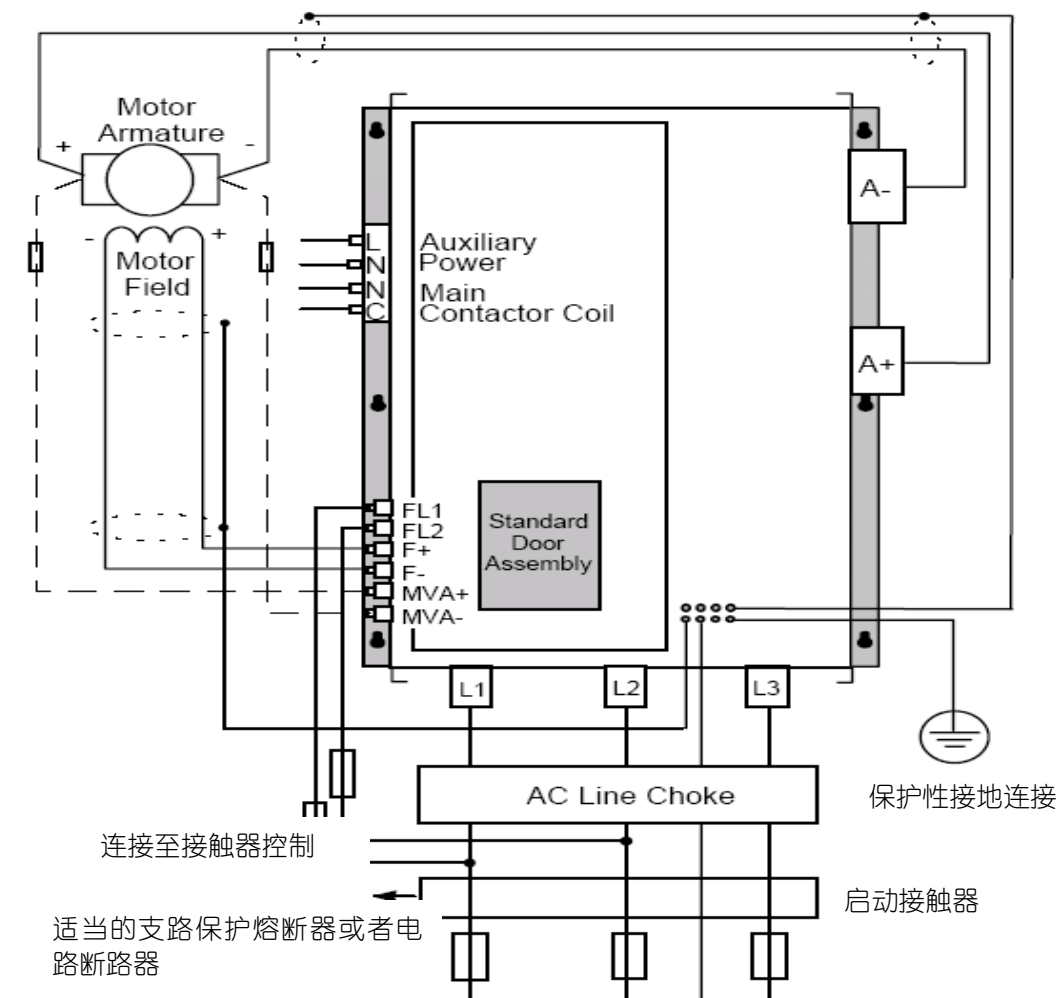 Motor
Armature
+
-
-
+
Motor
Field
L
N
N
C
Auxiliary
Power
Main
Contactor Coil
A-
A+
FL1
FL2
F+
F-
MVA+
MVA-
Standard
Door
Assembly
L1
L2
L3
AC Line Choke
保护性接地连接
连接至接触器控制
启动接触器
适当的支路保护熔断器或者电
路断路器